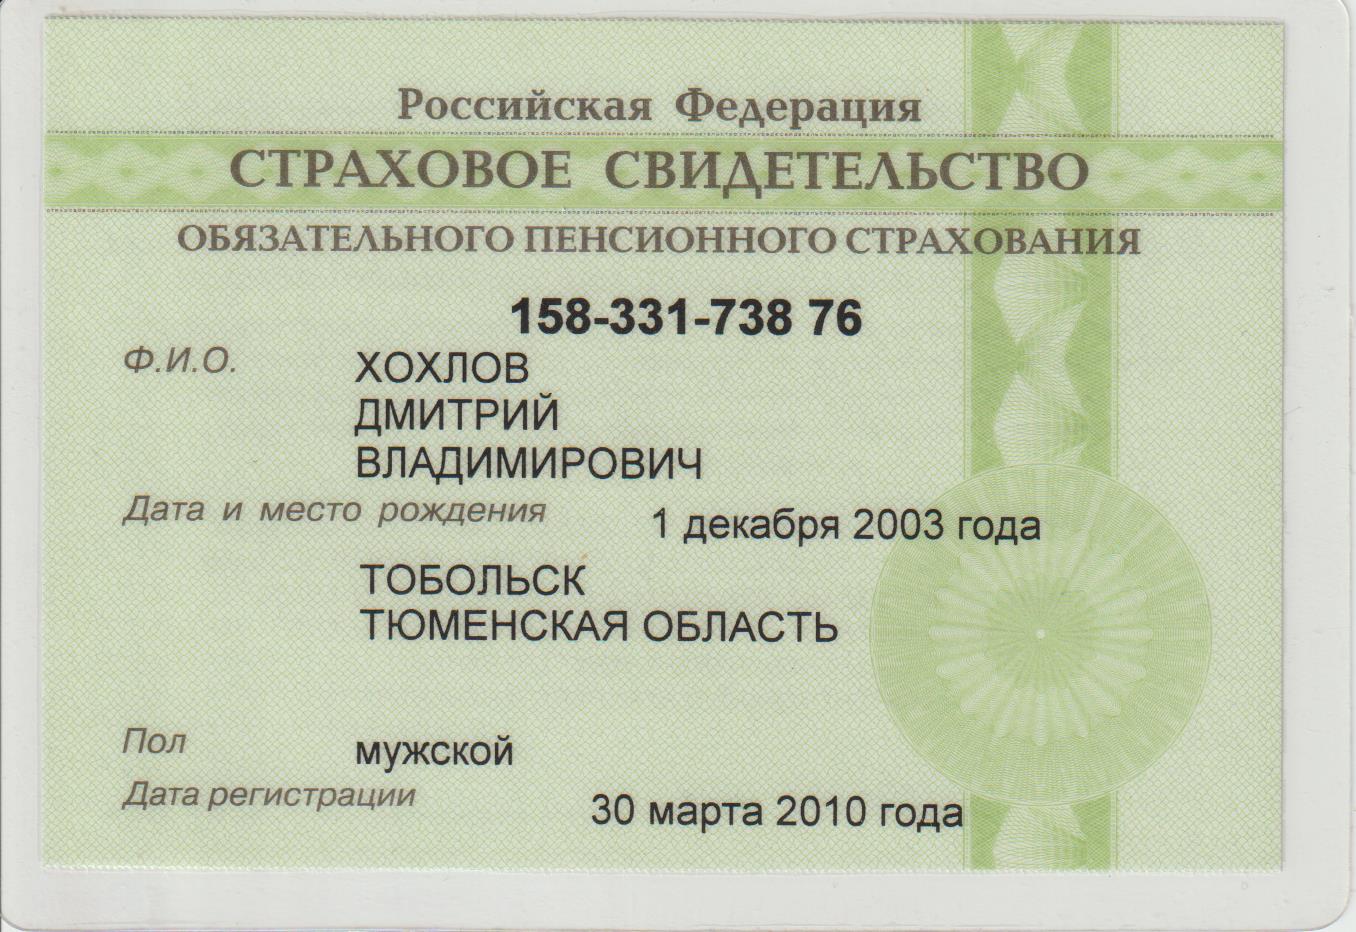 Российская Федерация
СТРАХОВОЕ СВИДЕТЕЛЬСТВО
ОБЯЗАТЕЛЬНОГО ПЕНСИОННОГО СТРАХОВАНИЯ
158-331-738 76
Ф.И.О. ХОХЛОВ
ДМИТРИЙ
ВЛАДИМИРОВИЧ
Дата и место рождения 1 декабря 2003 года
ТОБОЛЬСК
ТЮМЕНСКАЯ ОБЛАСТЬ
Пол мужской
Дата регистрации 30 марта 2010 года